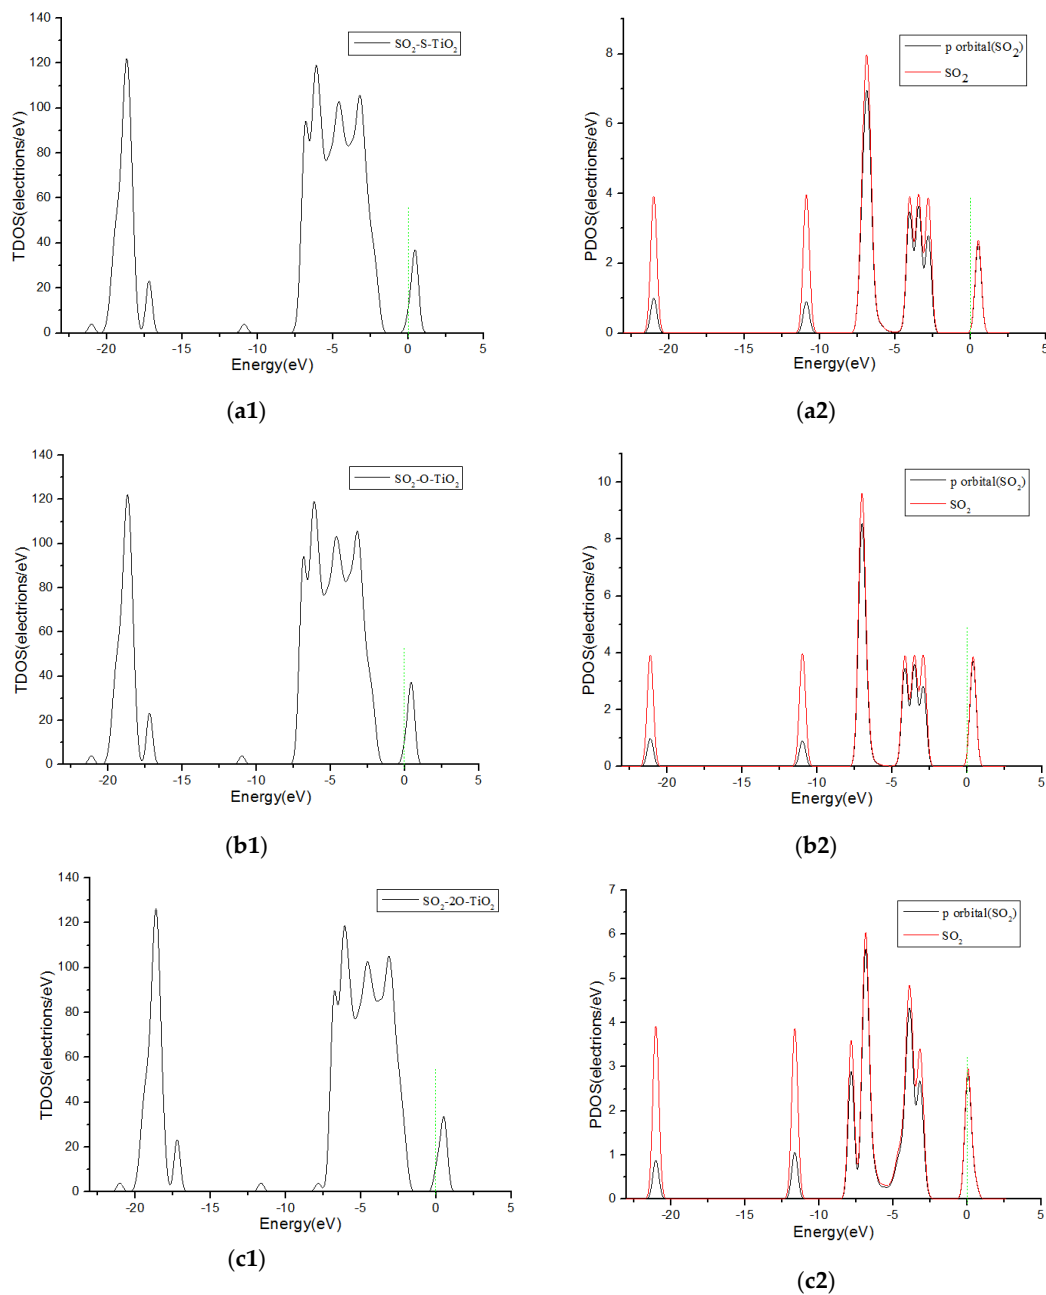 140
120
100
80
60
40
20
0
TDOS(electrions/eV)
SO2-S-TiO2
-20 -15 -10 -5 0 5
Energy(eV)
(a1)
8
6
4
2
0
PDOS(electrions/eV)
p orbital(SO2)
SO2
-20 -15 -10 -5 0 5
Energy(eV)
(a2)
140
120
100
80
60
40
20
0
TDOS(electrions/eV)
SO2-O-TiO2
-20 -15 -10 -5 0 5
Energy(eV)
(b1)
10
8
6
4
2
0
PDOS(electrions/eV)
p orbital(SO2)
SO2
-20 -15 -10 -5 0 5
Energy(eV)
(b2)
140
120
100
80
60
40
20
0
TDOS(electrions/eV)
SO2-2O-TiO2
-20 -15 -10 -5 0 5
Energy(eV)
(c1)
7
6
5
4
3
2
1
0
PDOS(electrions/eV)
p orbital(SO2)
SO2
-20 -15 -10 -5 0 5
Energy(eV)
(c2)